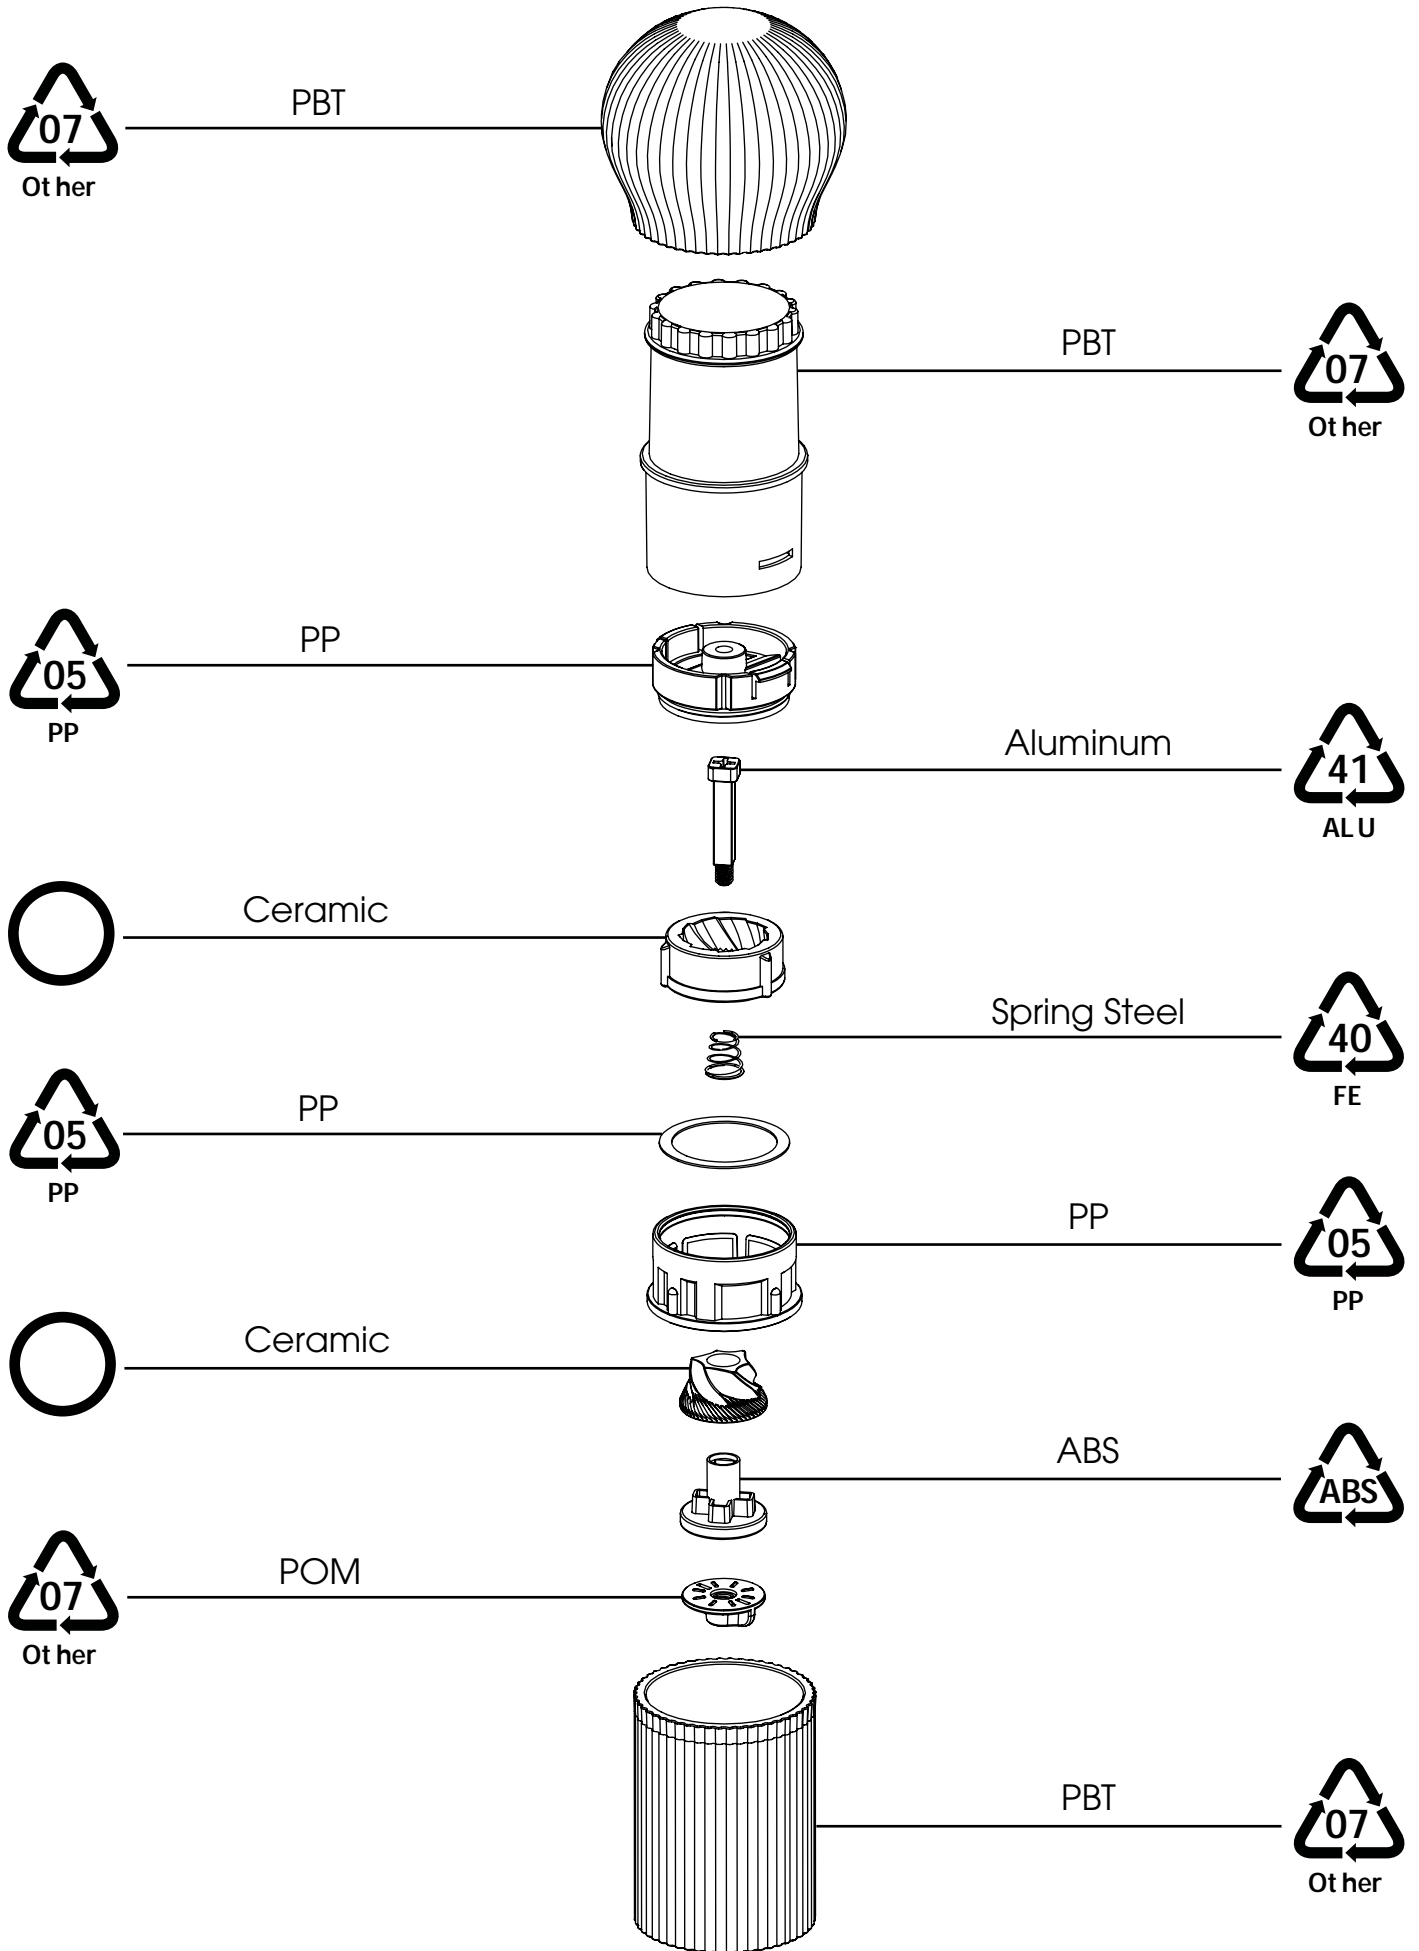 PBT
07
Other
PBT
07
Other
PP
05
PP
Aluminum
41
ALU
Ceramic
Spring Steel
40
FE
PP
05
PP
PP
05
PP
Ceramic
ABS
ABS
POM
07
Other
PBT
07
Other